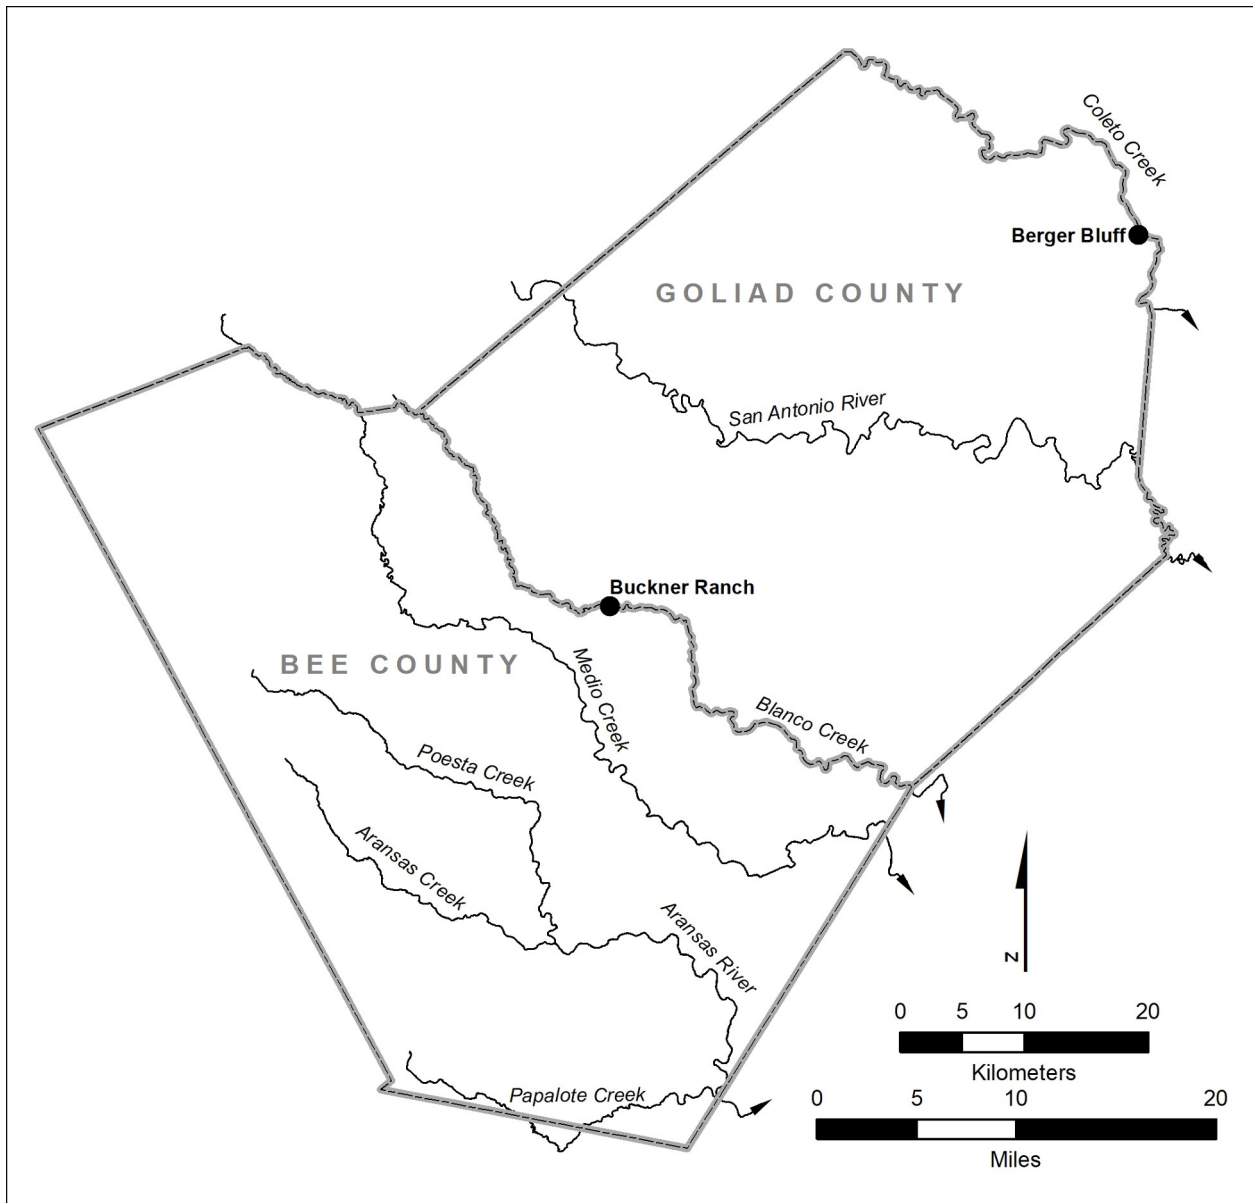 Coleto Creek
Berger Bluff
GOLIAD COUNTY
San Antonio River
Buckner Ranch
BEE COUNTY
Medio Creek
Blanco Creek
Poesta Creek
Aransas Creek
Aransas River
N
0 5 10 20
Kilometers
Papalote Creek
0 5 10 20
Miles